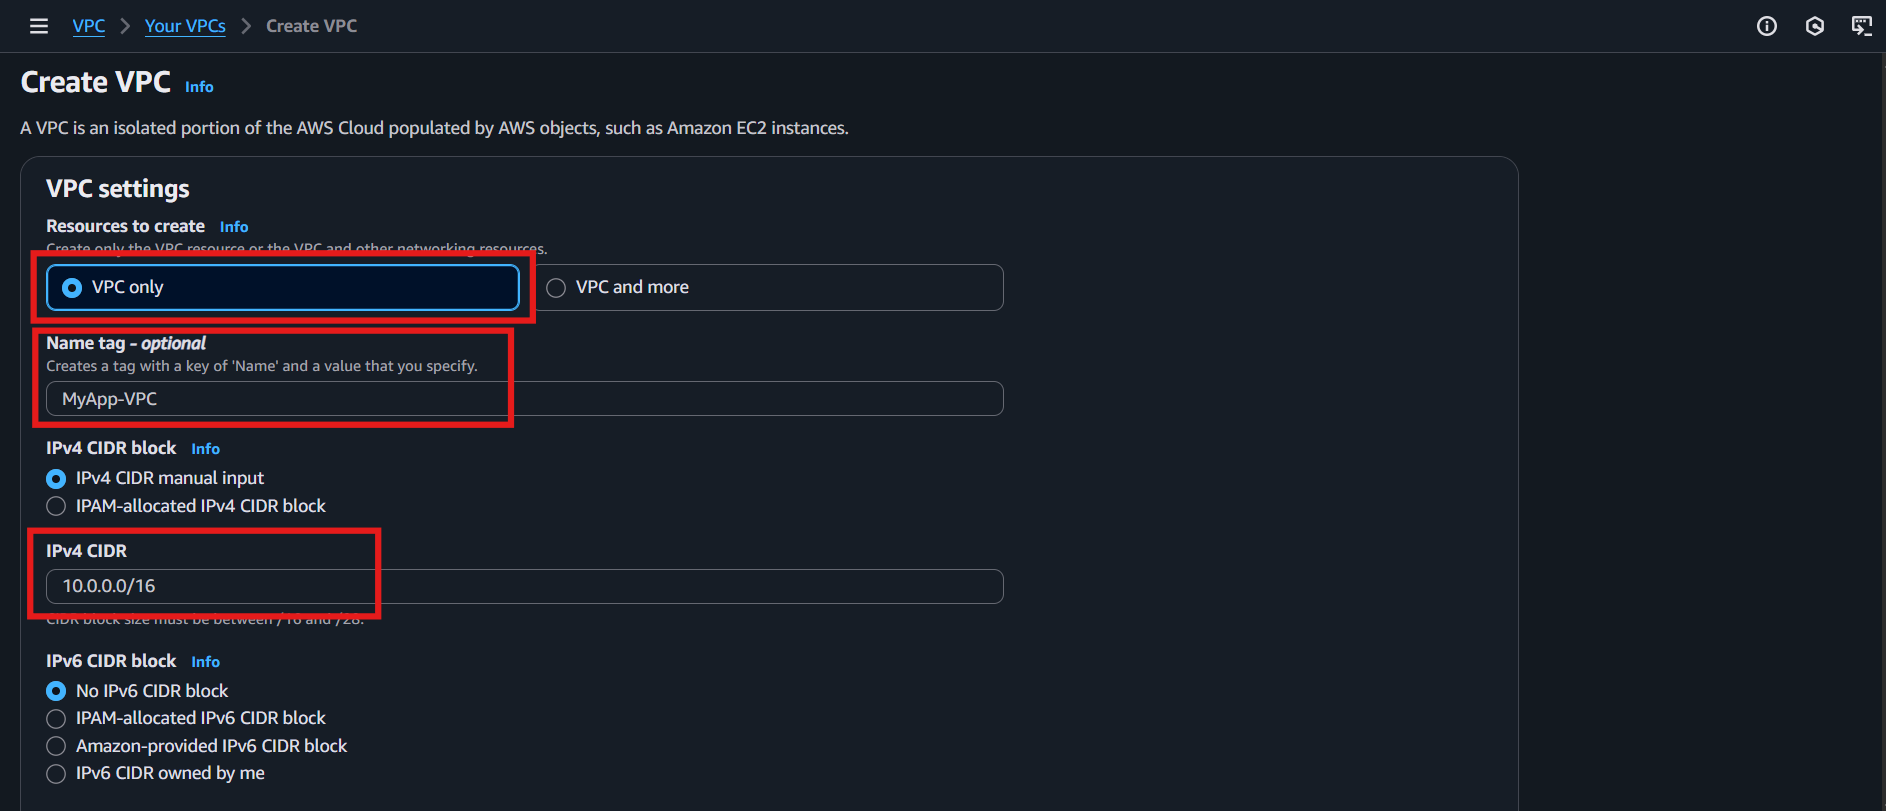 VPC > Your VPCs > Create VPC
Create VPC Info
A VPC is an isolated portion of the AWS Cloud populated by AWS objects, such as Amazon EC2 instances.
VPC settings
Resources to create Info
Create only the VPC resource or the VPC and other networking resources.
VPC only VPC and more
Name tag - optional
Creates a tag with a key of 'Name' and a value that you specify.
MyApp-VPC
IPv4 CIDR block Info
IPv4 CIDR manual input
IPAM-allocated IPv4 CIDR block
IPv4 CIDR
10.0.0.0/16
CIDR block size must be between /16 and /28.
IPv6 CIDR block Info
No IPv6 CIDR block
IPAM-allocated IPv6 CIDR block
Amazon-provided IPv6 CIDR block
IPv6 CIDR owned by me